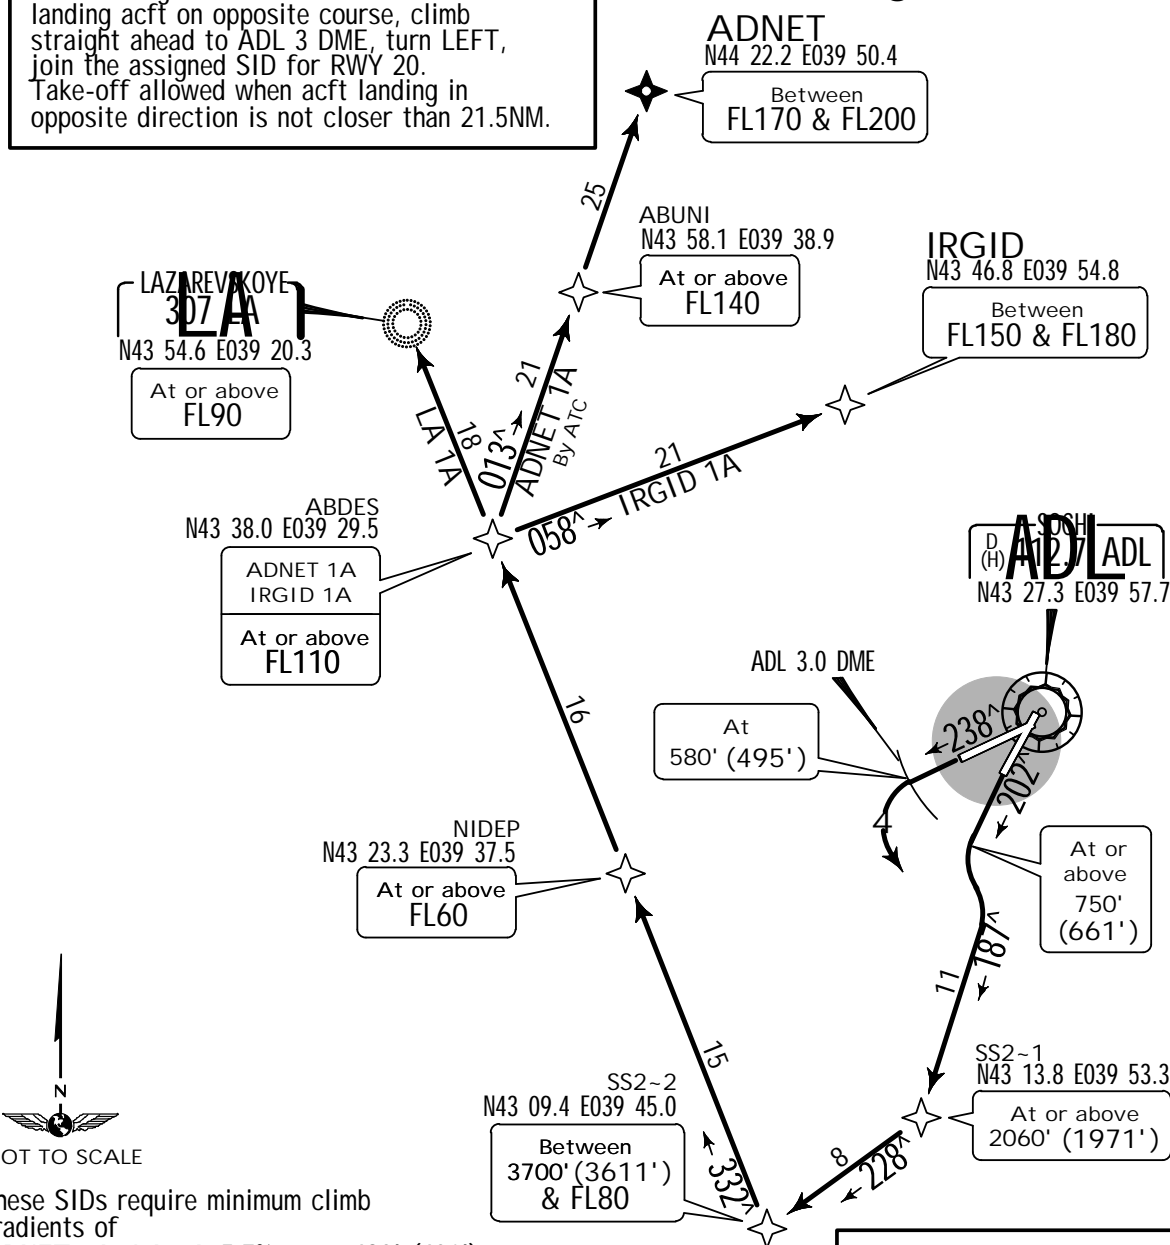 landing acft on opposite course, climb
straight ahead to ADL 3 DME, turn LEFT,
join the assigned SID for RWY 20.
Take-off allowed when acft landing in
opposite direction is not closer than 21.5NM.
ADNET
N44 22.2 E039 50.4
Between
FL170 & FL200
25
ABUNI
N43 58.1 E039 38.9
At or above
FL140
IRGID
N43 46.8 E039 54.8
Between
FL150 & FL180
LAZAREVSKOYE
307 LA
LA
N43 54.6 E039 20.3
At or above
FL90
18
LA 1A
21
013^
ADNET 1A
By ATC
21
058^
IRGID 1A
ABDES
N43 38.0 E039 29.5
ADNET 1A
IRGID 1A
At or above
FL110
SOCHI
D
(H)
112.7 ADL
ADL
N43 27.3 E039 57.7
ADL 3.0 DME
At
580' (495')
238^
202^
4
16
At or
above
750'
(661')
NIDEP
N43 23.3 E039 37.5
At or above
FL60
187^
11
15
SS2~1
N43 13.8 E039 53.3
At or above
2060' (1971')
SS2~2
N43 09.4 E039 45.0
Between
3700' (3611')
& FL80
332^
8
228^
N
OT TO SCALE
hese SIDs require minimum climb
radients of